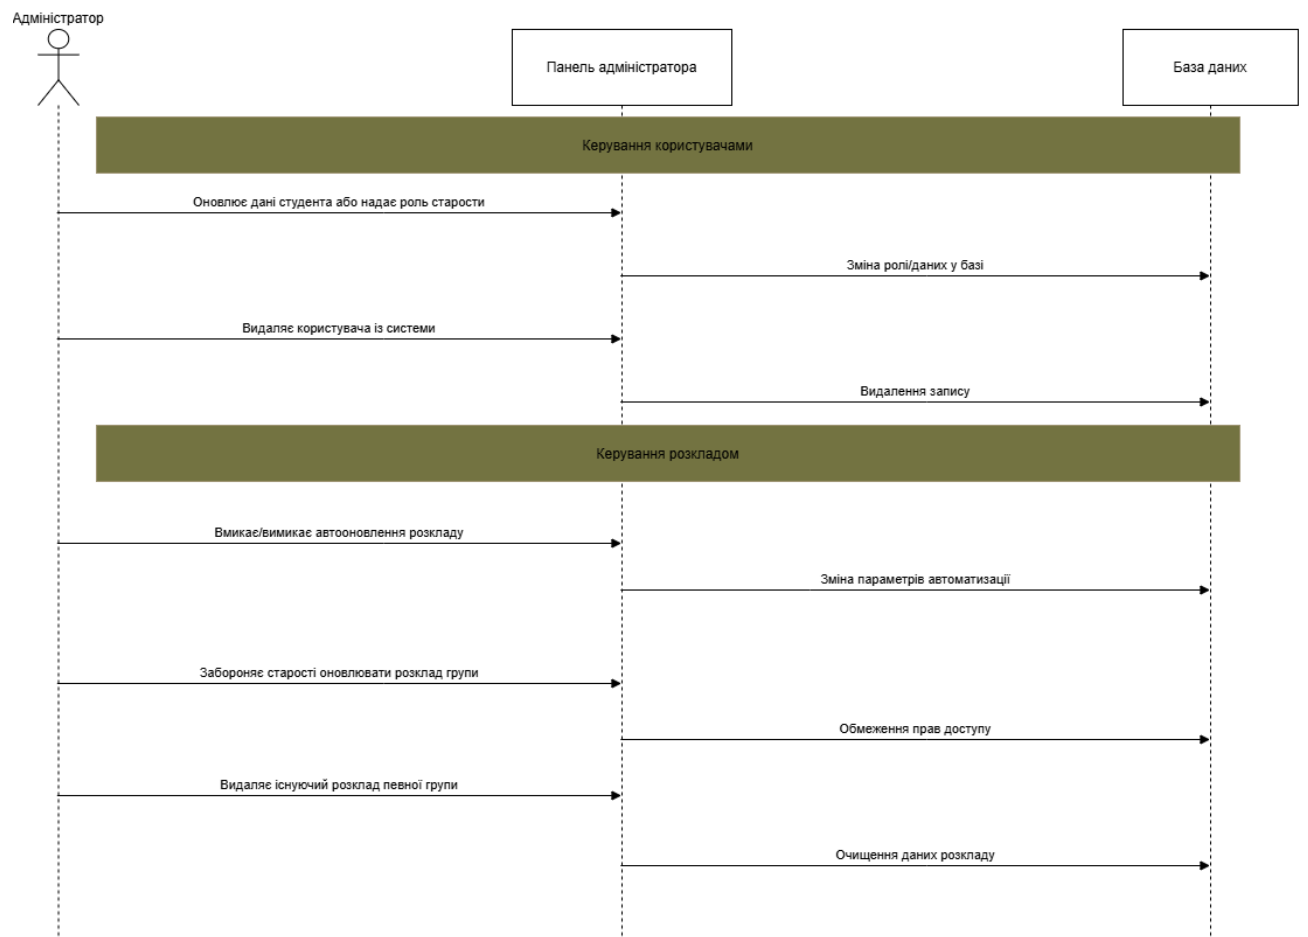 Адміністратор
Панель адміністратора
База даних
Керування користувачами
Оновлює дані студента або надає роль старости
Зміна ролі/даних у базі
Видаляє користувача із системи
Видалення запису
Керування розкладом
Вмикає/вимикає автооновлення розкладу
Зміна параметрів автоматизації
Забороняє старості оновлювати розклад групи
Обмеження прав доступу
Видаляє існуючий розклад певної групи
Очищення даних розкладу